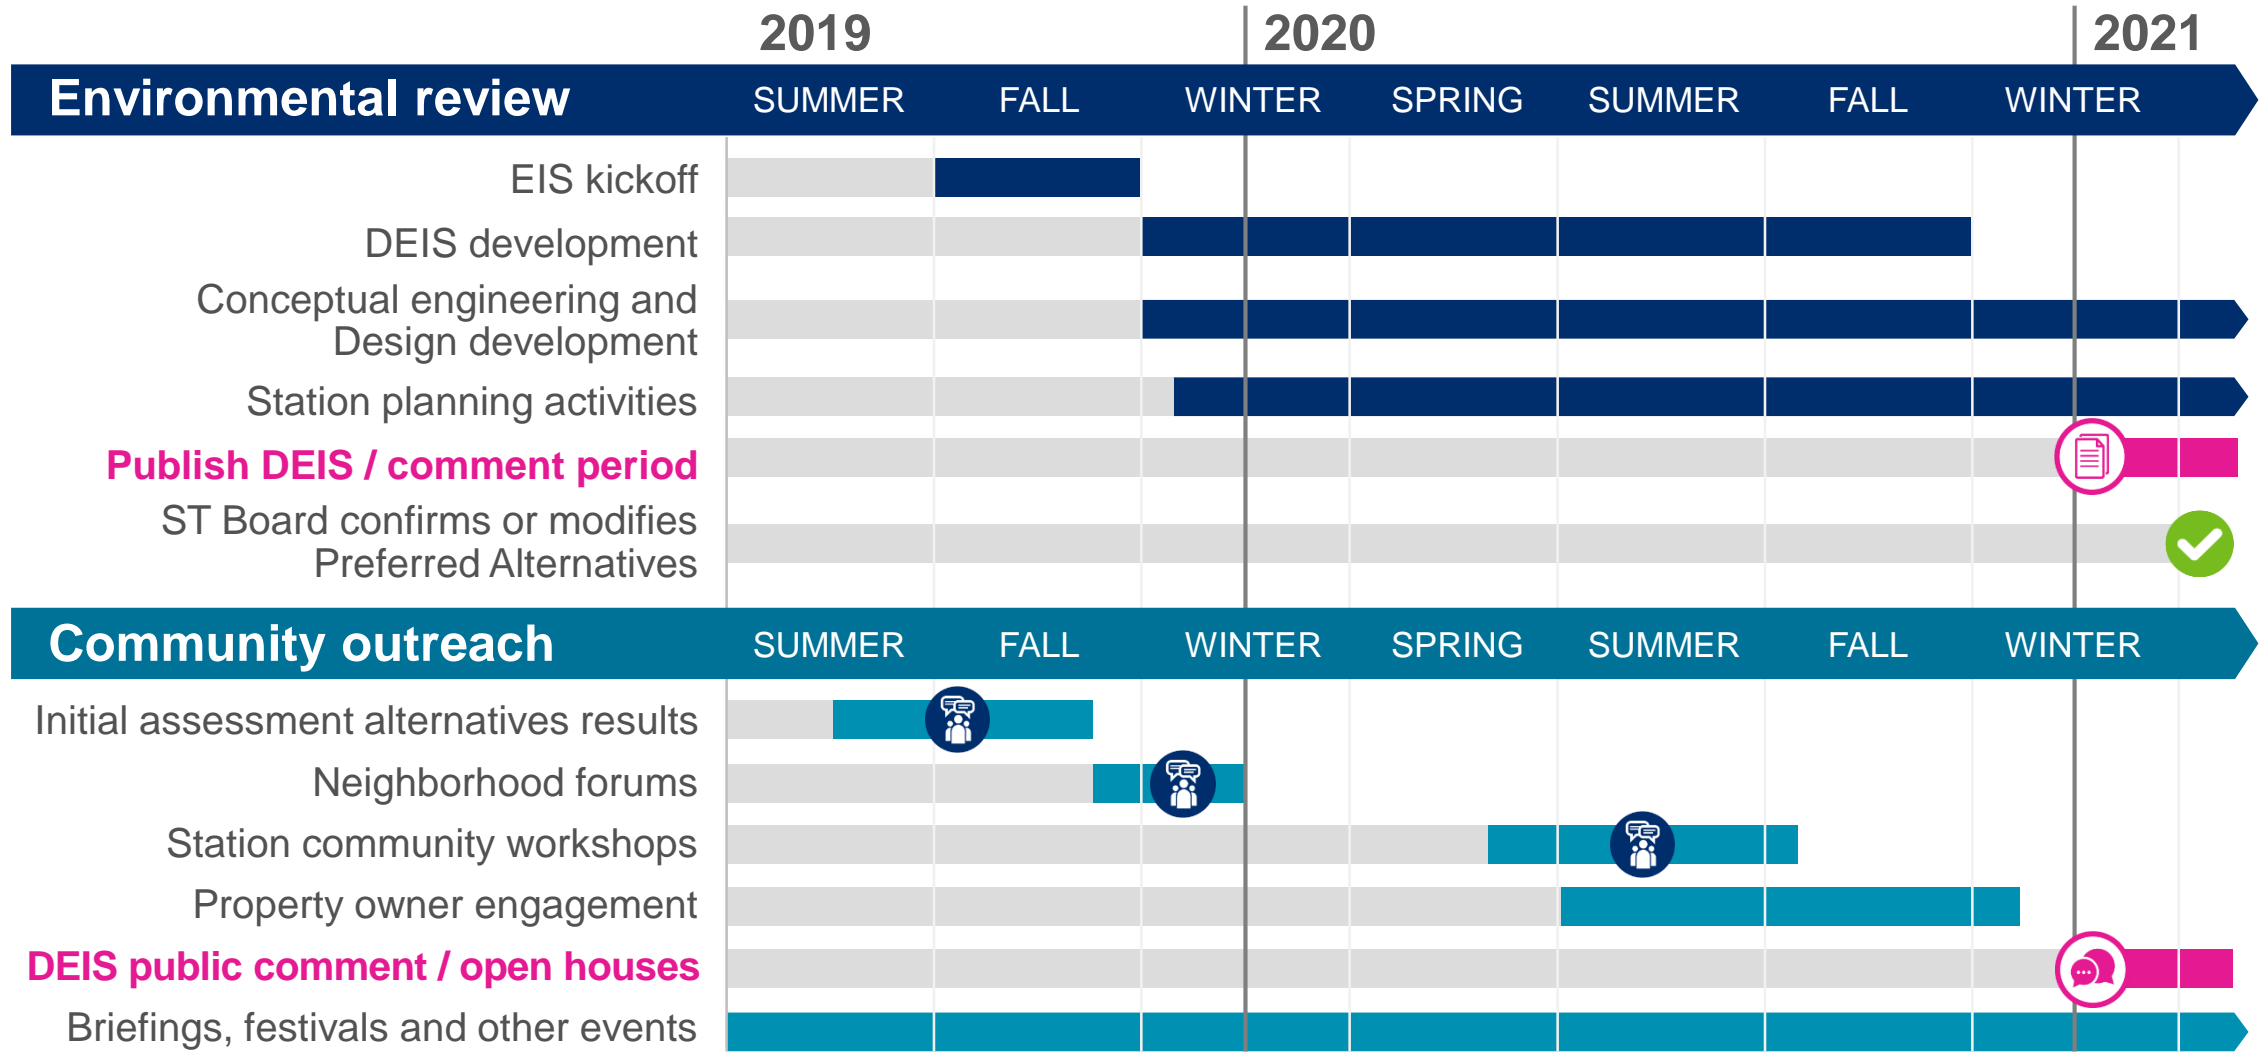 2019 2020 2021
Environmental review SUMMER FALL WINTER SPRING SUMMER FALL WINTER
EIS kickoff
DEIS development
Conceptual engineering and
Design development
Station planning activities
Publish DEIS / comment period
ST Board confirms or modifies
Preferred Alternatives
Community outreach SUMMER FALL WINTER SPRING SUMMER FALL WINTER
Initial assessment alternatives results
Neighborhood forums
Station community workshops
Property owner engagement
DEIS public comment / open houses
Briefings, festivals and other events